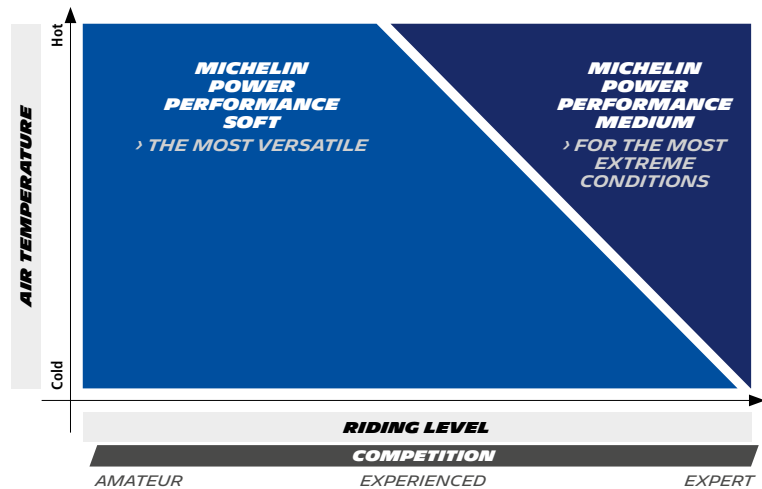 Hot
MICHELIN
POWER
PERFORMANCE
SOFT
› THE MOST VERSATILE
MICHELIN
POWER
PERFORMANCE
MEDIUM
› FOR THE MOST
EXTREME
CONDITIONS
AIR TEMPERATURE
Cold
RIDING LEVEL
COMPETITION
AMATEUR
EXPERIENCED
EXPERT